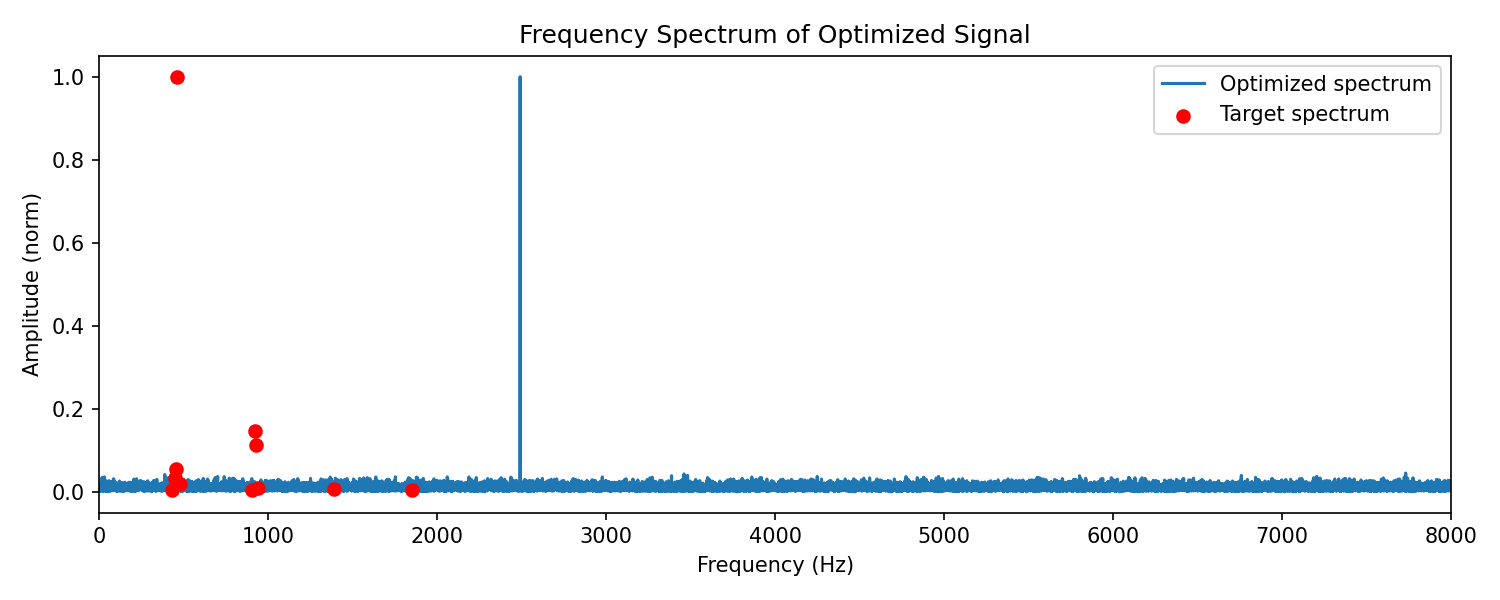 Frequency Spectrum of Optimized Signal
Optimized spectrum
Target spectrum
Amplitude (norm)
1.0
0.8
0.6
0.4
0.2
0.0
0 1000 2000 3000 4000 5000 6000 7000 8000
Frequency (Hz)